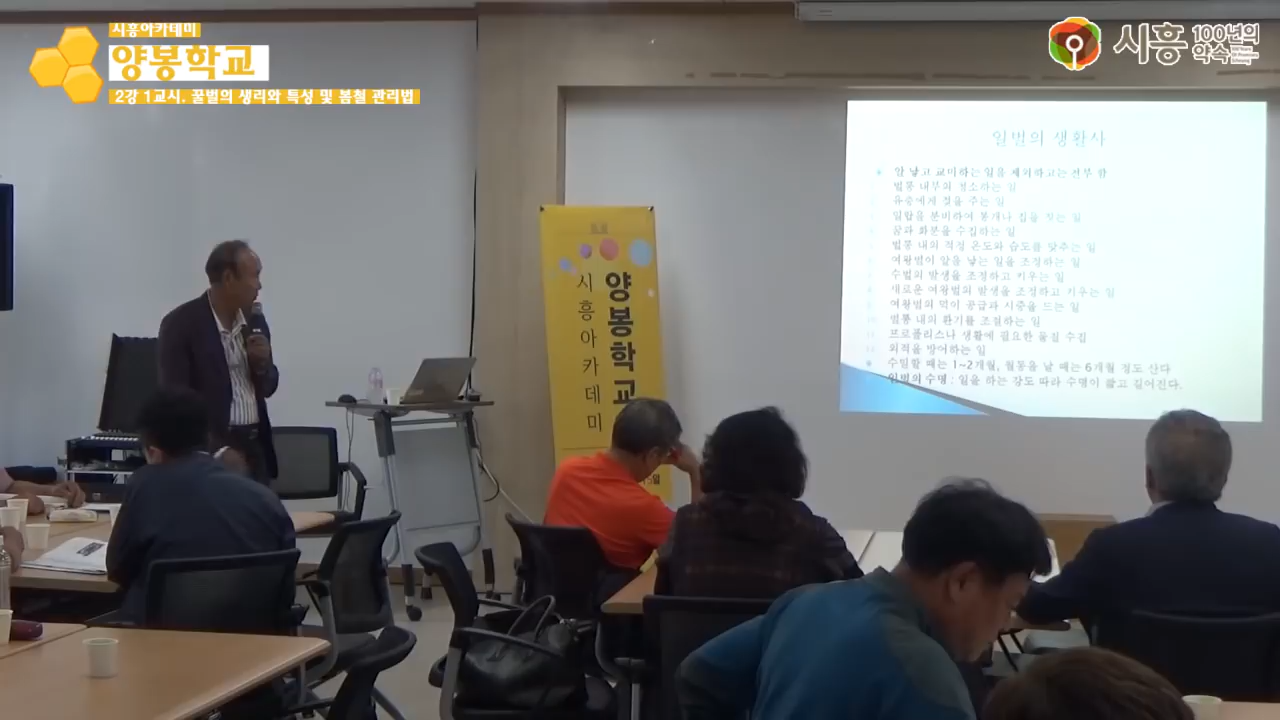 시흥아카데미
양봉학교
2강 1교시. 꿀벌의 생리와 특성 및 봄철 관리법
시흥 100년의
약속
시흥아카데미
양봉학교
일벌의 생활사
알 낳고 교미하는 일을 제외하고는 전부 함
벌통 내부의 청소하는 일
유충에게 젖을 주는 일
밀랍을 분비하여 봉개나 집을 짓는 일
꿀과 화분을 수집하는 일
벌통 내의 적정 온도와 습도를 맞추는 일
여왕벌이 알을 낳는 일을 조정하는 일
수벌의 발생을 조정하고 키우는 일
새로운 여왕벌의 발생을 조정하고 키우는 일
여왕벌의 먹이 공급과 시중을 드는 일
벌통 내의 환기를 조절하는 일
프로폴리스나 생활에 필요한 물질 수집
외적을 방어하는 일
수밀할 때는 1~2개월, 월동을 날 때는 6개월 정도 산다
일벌의 수명 : 일을 하는 강도 따라 수명이 짧고 길어진다.